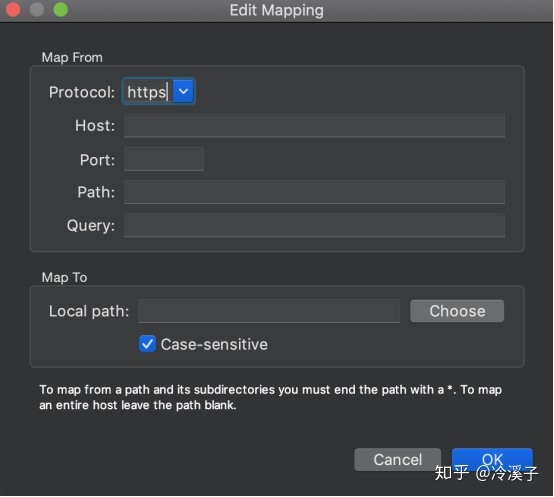 Edit Mapping
Map From
Protocol: https
Host:
Port:
Path:
Query:
Map To
Local path: Choose
Case-sensitive
To map from a path and its subdirectories you must end the path with a *. To map
an entire host leave the path blank.
Cancel OK
知乎 @冷溪子